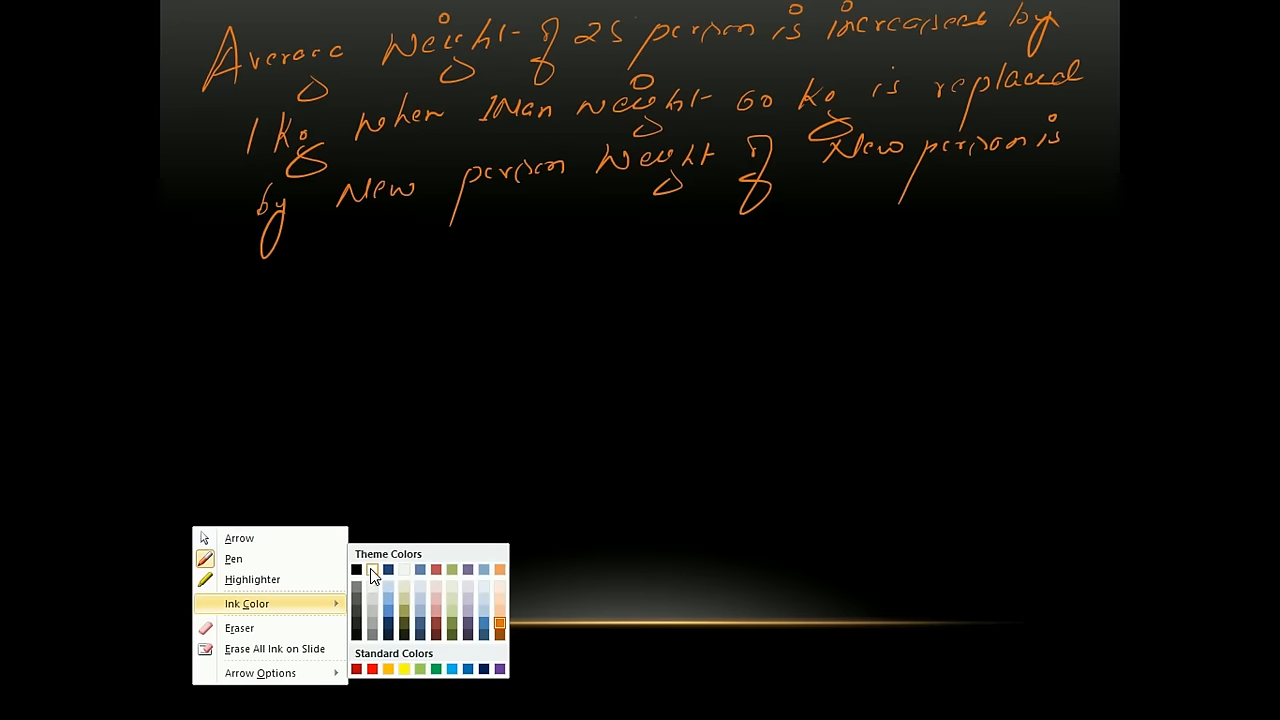 Average Weight of 25 person is increased by
1 Kg when 1 Man weight 60 Kg is replaced
by New person Weight of New person is
Arrow
Pen
Highlighter
Ink Color
Eraser
Erase All Ink on Slide
Arrow Options
Theme Colors
Standard Colors